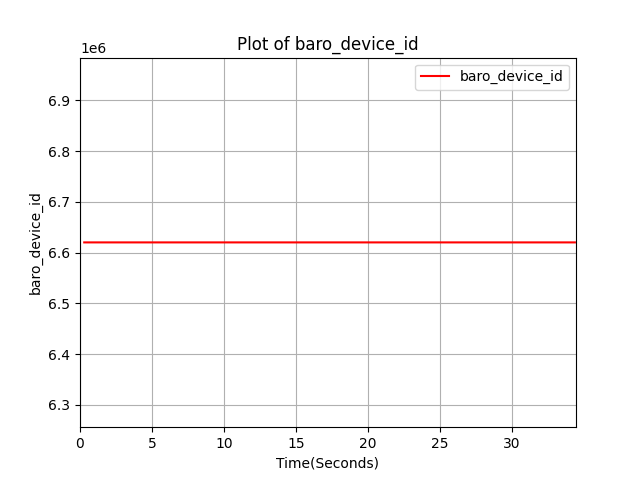 Plot of baro_device_id
1e6
baro_device_id
6.9
6.8
6.7
6.6
6.5
6.4
6.3
baro_device_id
0 5 10 15 20 25 30
Time(Seconds)